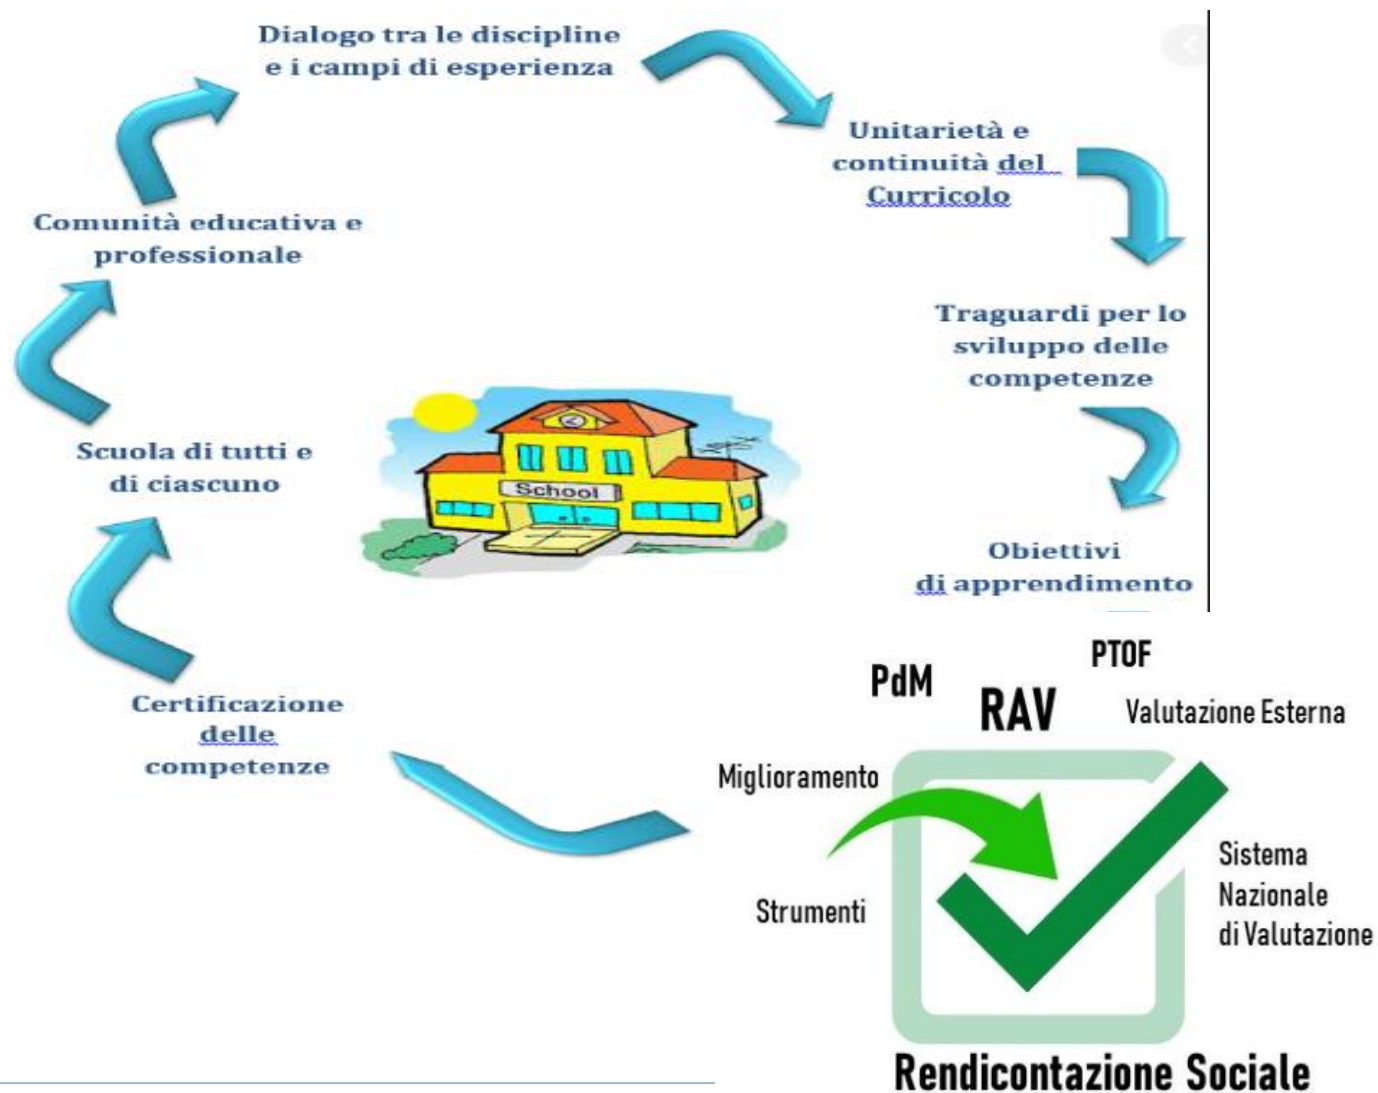 Dialogo tra le discipline
e i campi di esperienza
Unitarietà e
continuità del
Curricolo
Comunità educativa e
professionale
Traguardi per lo
sviluppo delle
competenze
Scuola di tutti e
di ciascuno
School
Obiettivi
di apprendimento
Certificazione
delle
competenze
PTOF
PdM
RAV
Valutazione Esterna
Miglioramento
Strumenti
Sistema
Nazionale
di Valutazione
Rendicontazione Sociale